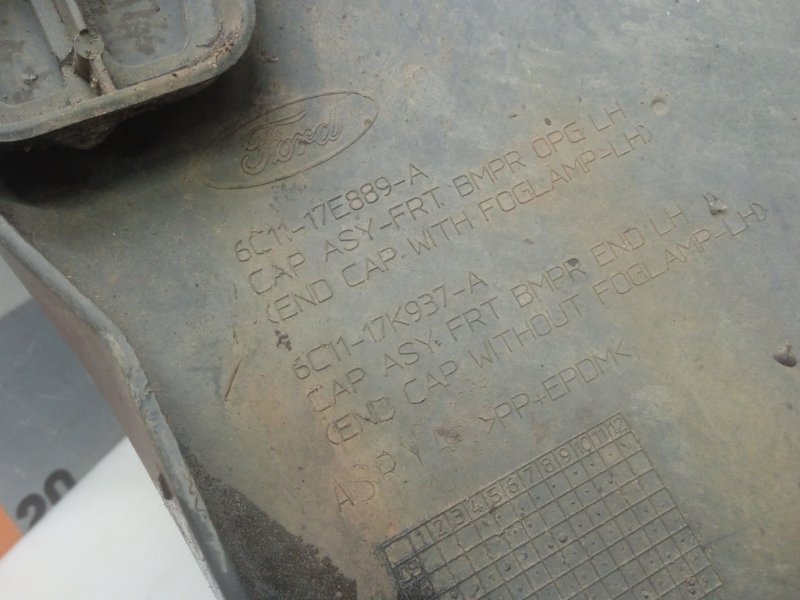 Ford
6C11-17E889-A
CAP ASY-FRT. BMPR OPG LH
(END CAP. WITH FOGLAMP-LH)
6C11-17K937-A
CAP ASY. FRT BMPR END LH
(END CAP WITHOUT FOGLAMP-LH)
>PP+EPDM<
1 2 3 4 5 6 7 8 9 10 11 12
20